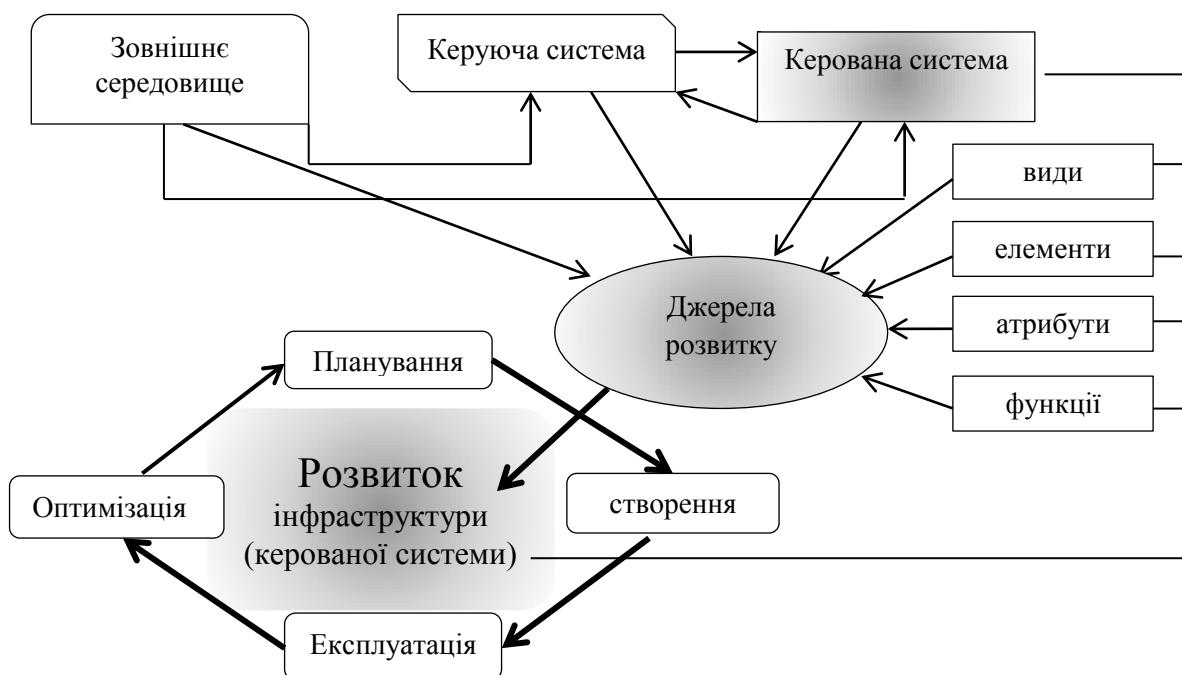 Зовнішнє
середовище
Керуюча система
Керована система
види
елементи
атрибути
функції
Джерела
розвитку
Планування
Оптимізація
Розвиток
інфраструктури
(керованої системи)
створення
Експлуатація